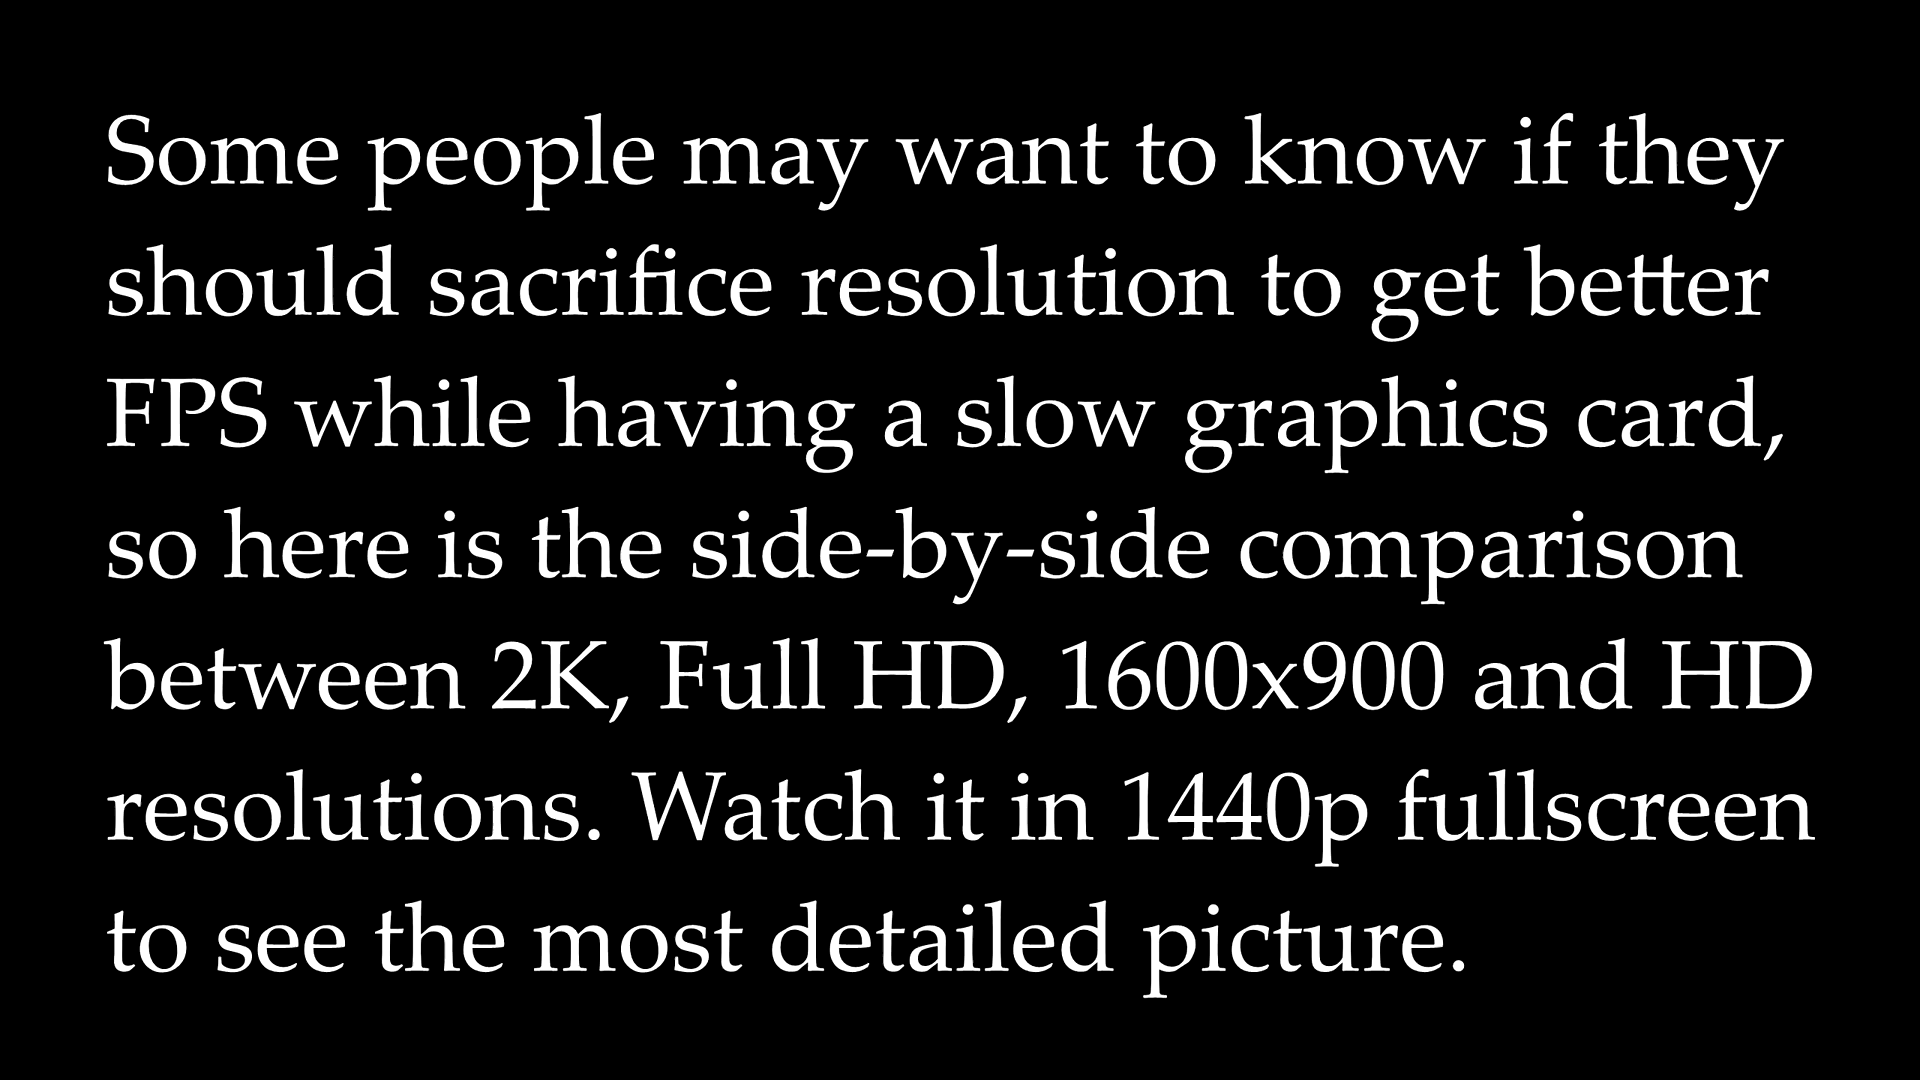 Some people may want to know if they
should sacrifice resolution to get better
FPS while having a slow graphics card,
so here is the side-by-side comparison
between 2K, Full HD, 1600x900 and HD
resolutions. Watch it in 1440p fullscreen
to see the most detailed picture.